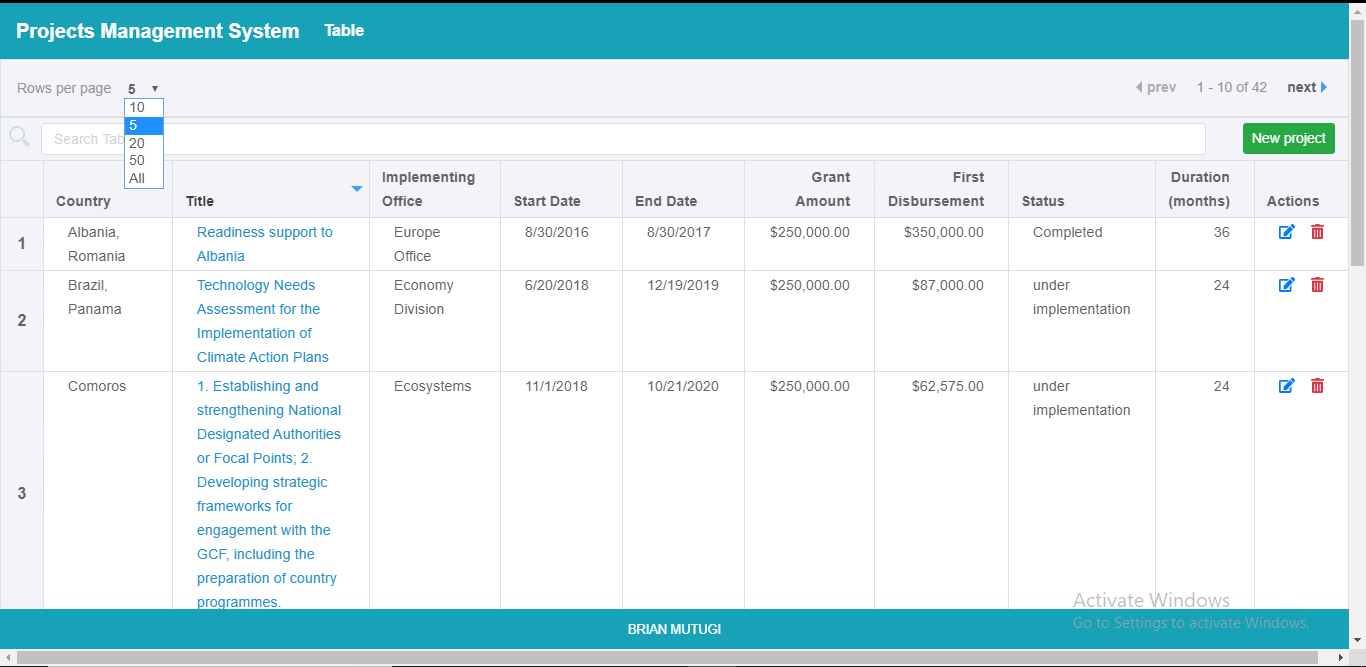 Projects Management System Table
Rows per page 5
prev 1 - 10 of 42 next
10
5
20
50
All
Search Tab
New project
Country
Title
Implementing
Office
Start Date
End Date
Grant
Amount
First
Disbursement
Status
Duration
(months)
Actions
1
Albania,
Romania
Readiness support to
Albania
Europe
Office
8/30/2016
8/30/2017
$250,000.00
$350,000.00
Completed
36
2
Brazil,
Panama
Technology Needs
Assessment for the
Implementation of
Climate Action Plans
Economy
Division
6/20/2018
12/19/2019
$250,000.00
$87,000.00
under
implementation
24
3
Comoros
1. Establishing and
strengthening National
Designated Authorities
or Focal Points; 2.
Developing strategic
frameworks for
engagement with the
GCF, including the
preparation of country
programmes.
Ecosystems
11/1/2018
10/21/2020
$250,000.00
$62,575.00
under
implementation
24
Activate Windows
Go to Settings to activate Windows.
BRIAN MUTUGI